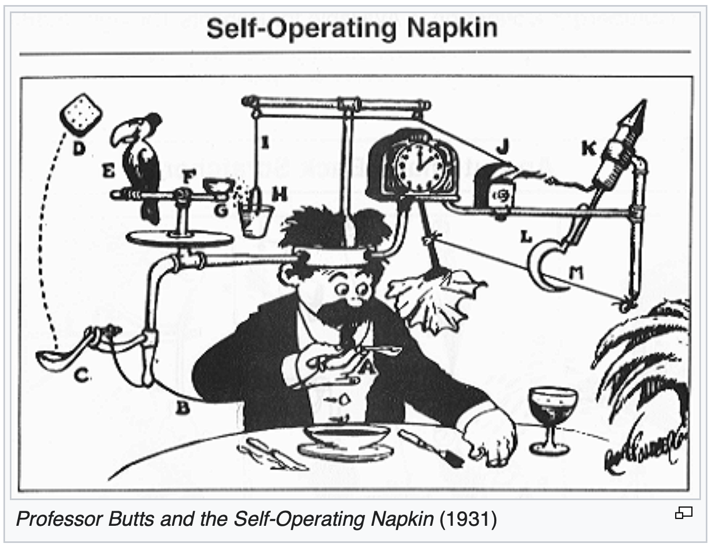 Self-Operating Napkin
D
E
F
G
I
H
J
K
L
M
C
B
A
Professor Butts and the Self-Operating Napkin (1931)